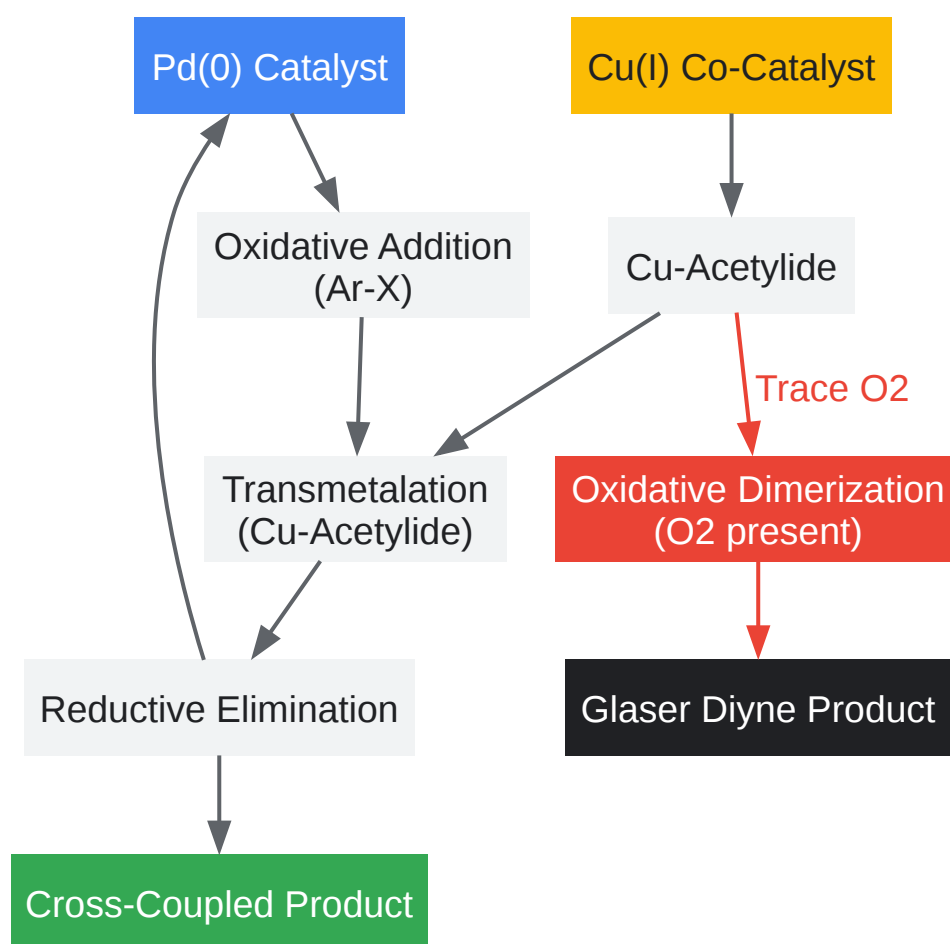 Pd(0) Catalyst
Cu(I) Co-Catalyst
Oxidative Addition
(Ar-X)
Cu-Acetylide
Trace O2
Transmetalation
(Cu-Acetylide)
Oxidative Dimerization
(O2 present)
Reductive Elimination
Glaser Diyne Product
Cross-Coupled Product